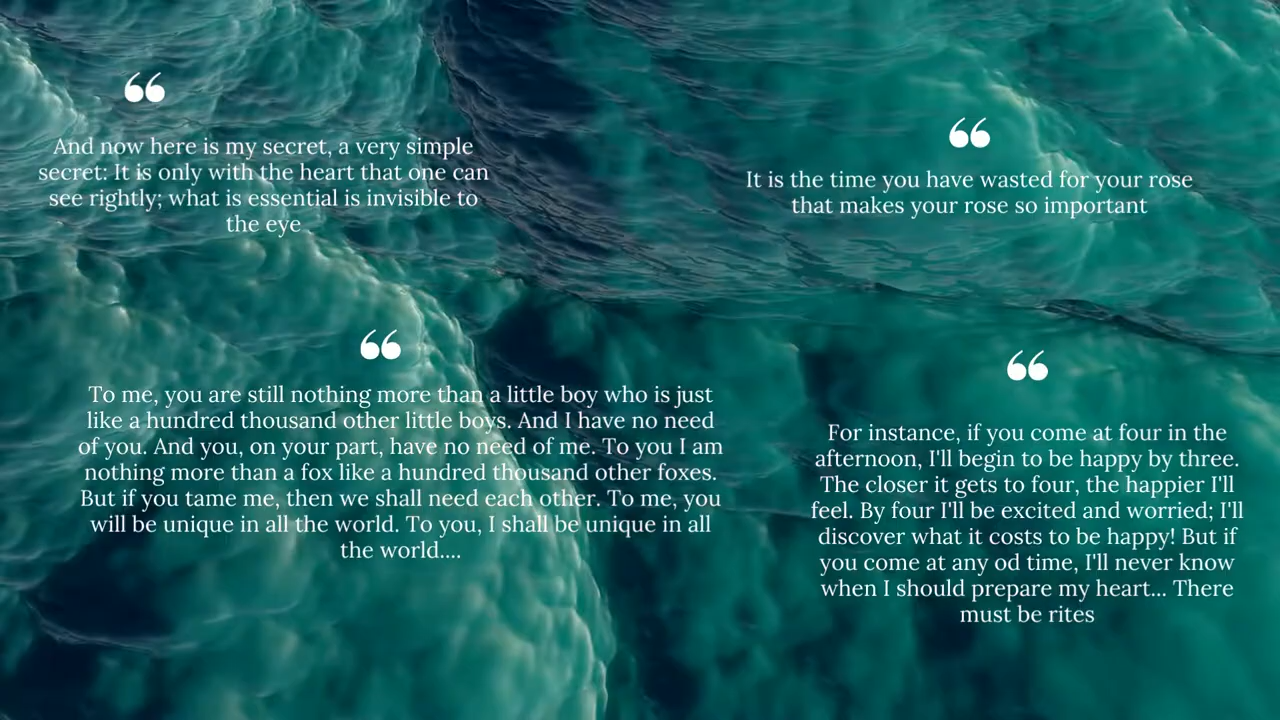 ❝
And now here is my secret, a very simple
secret: It is only with the heart that one can
see rightly; what is essential is invisible to
the eye
❝
It is the time you have wasted for your rose
that makes your rose so important
❝
To me, you are still nothing more than a little boy who is just
like a hundred thousand other little boys. And I have no need
of you. And you, on your part, have no need of me. To you I am
nothing more than a fox like a hundred thousand other foxes.
But if you tame me, then we shall need each other. To me, you
will be unique in all the world. To you, I shall be unique in all
the world....
❝
For instance, if you come at four in the
afternoon, I'll begin to be happy by three.
The closer it gets to four, the happier I'll
feel. By four I'll be excited and worried; I'll
discover what it costs to be happy! But if
you come at any od time, I'll never know
when I should prepare my heart... There
must be rites